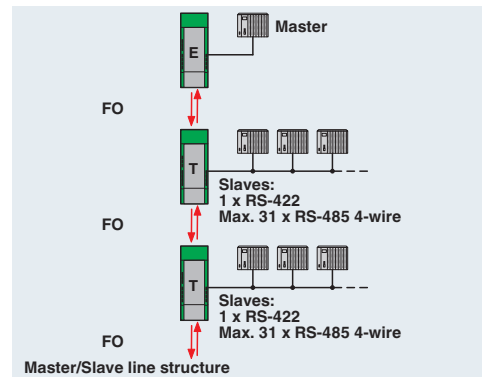 Master
E
FO
T
Slaves:
1 x RS-422
Max. 31 x RS-485 4-wire
FO
T
Slaves:
1 x RS-422
Max. 31 x RS-485 4-wire
FO
Master/Slave line structure